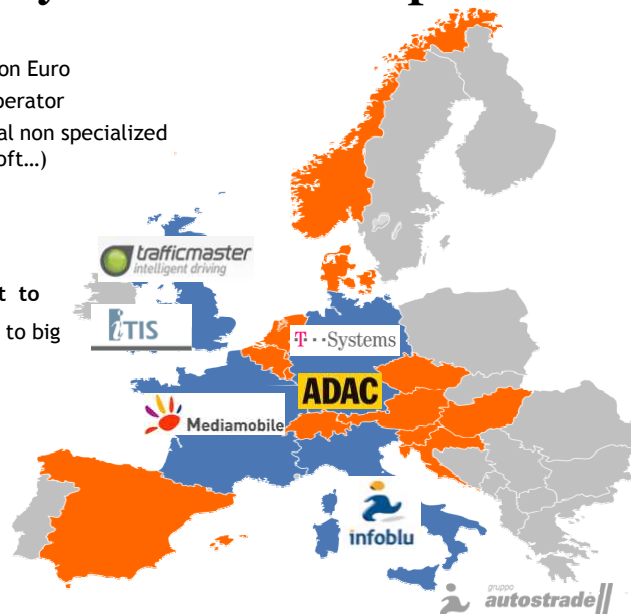 on Euro
perator
al non specialized
oft…)
trafficmaster
intelligent driving
t to
iTIS
to big
T··Systems
ADAC
Mediamobile
infoblu
gruppo
autostrade